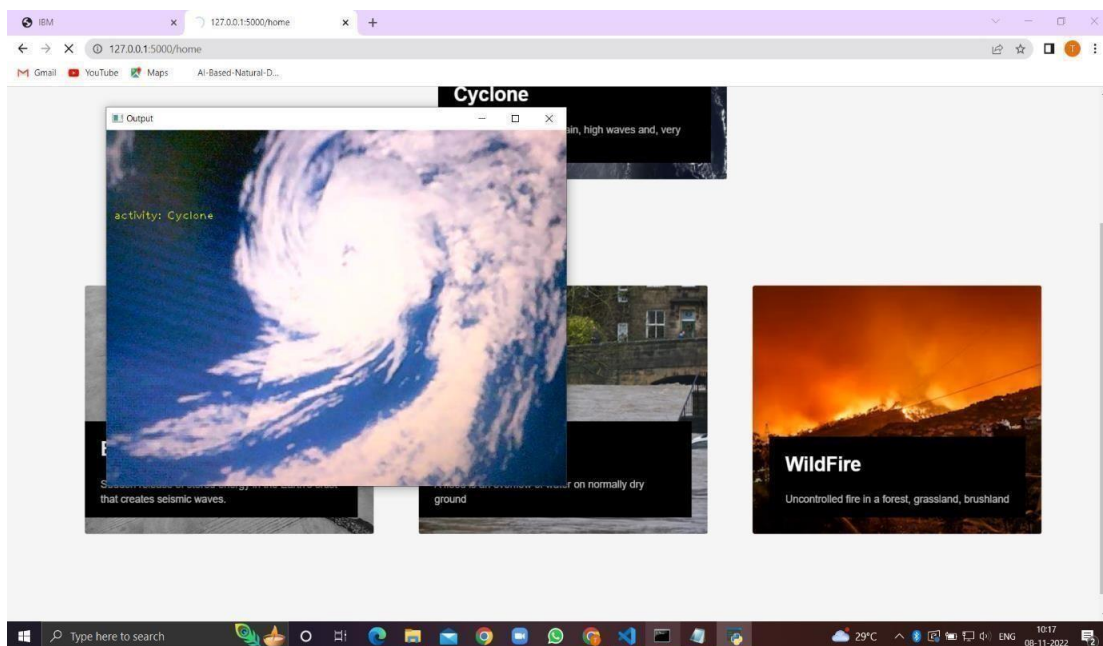 IBM
127.0.0.1:5000/home
127.0.0.1:5000/home
T
Gmail
YouTube
Maps
AI-Based-Natural-D...
Cyclone
ain, high waves and, very
Output
activity: Cyclone
E
that creates seismic waves.
on normally dry
ground
WildFire
Uncontrolled fire in a forest, grassland, brushland
Type here to search
29°C
ENG
10:17
08-11-2022
2